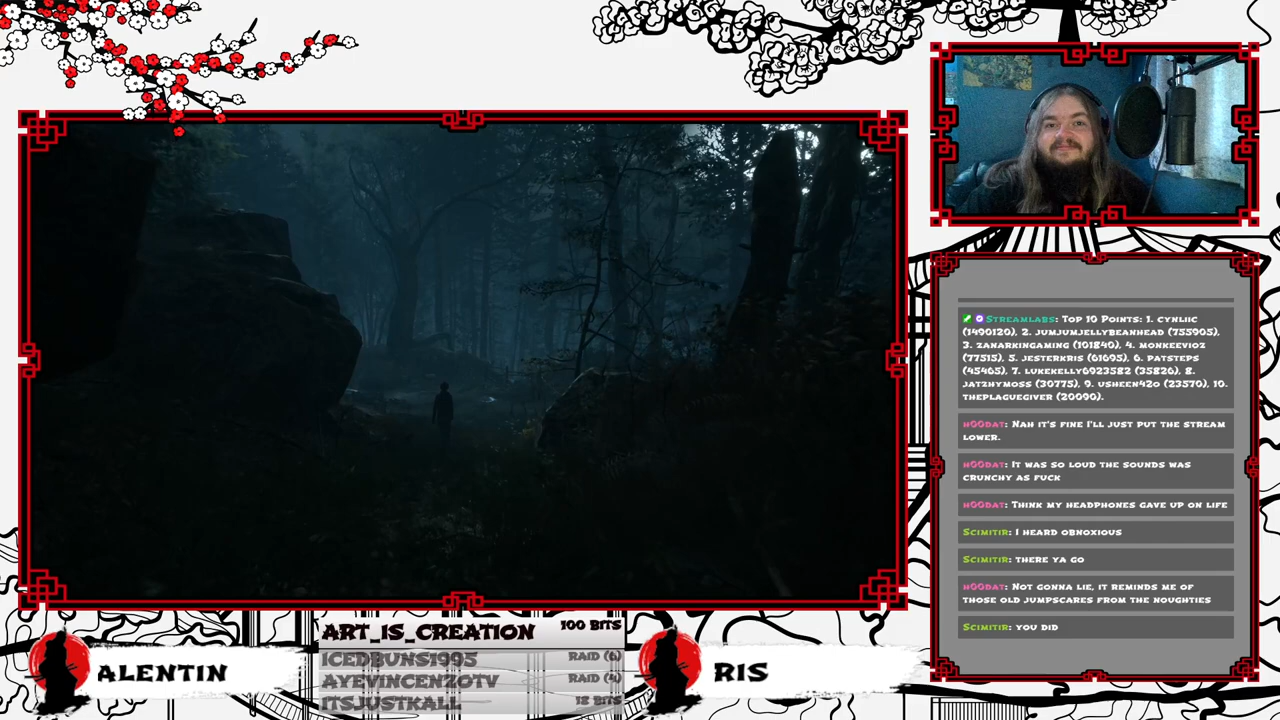 Streamlabs: Top 10 Points: 1. cynliic
(1490120), 2. jumjumjellybeanhead (755905),
3. zanarkingaming (101840), 4. monkeevioz
(77515), 5. jesterkris (61695), 6. patsteps
(45465), 7. lukekelly6923582 (35826), 8.
jatzhymoss (30775), 9. usheen420 (23570), 10.
theplaguegiver (20090).
h00dat: Nah it's fine I'll just put the stream
lower.
h00dat: It was so loud the sounds was
crunchy as fuck
h00dat: Think my headphones gave up on life
Scimitir: I heard obnoxious
Scimitir: there ya go
h00dat: Not gonna lie, it reminds me of
those old jumpscares from the noughties
Scimitir: you did
ALENTIN
ART_IS_CREATION 100 BITS
ICEDBUNS1995 RAID (6)
AYEVINCENZOTV RAID (4)
ITSJUSTKALL 18 BITS
RIS